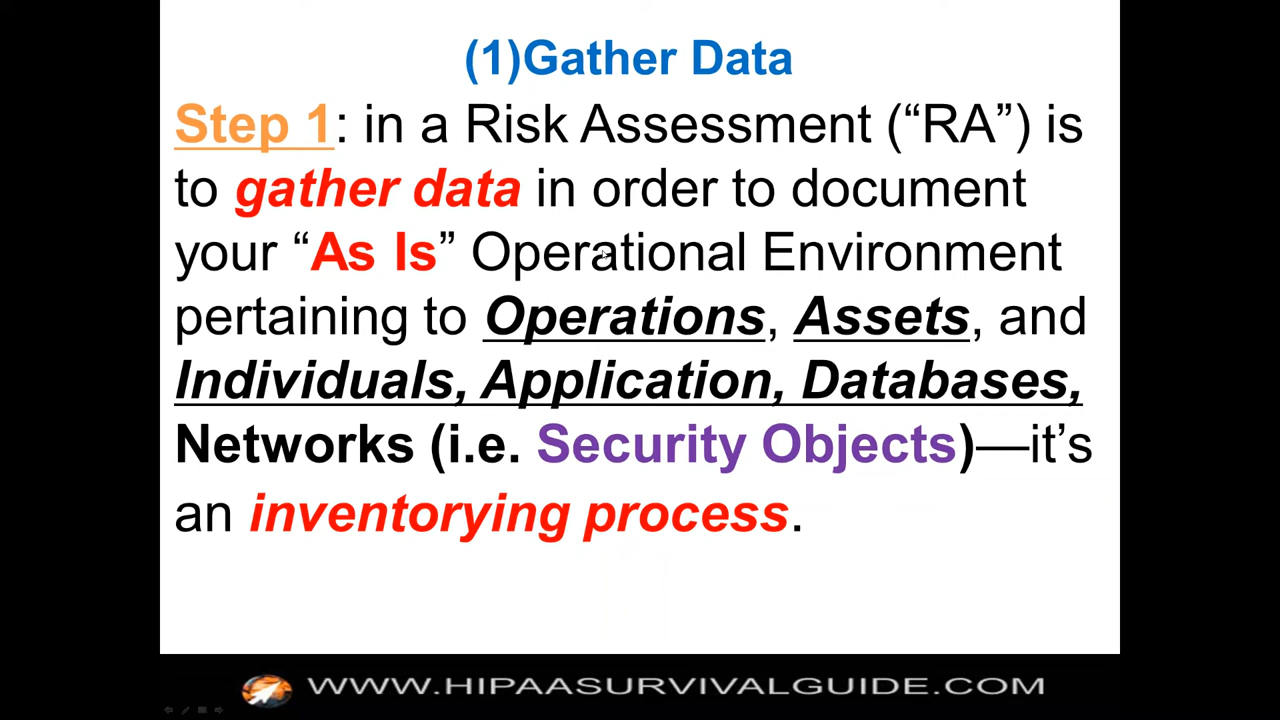 (1)Gather Data
Step 1: in a Risk Assessment (“RA”) is
to gather data in order to document
your “As Is” Operational Environment
pertaining to Operations, Assets, and
Individuals, Application, Databases,
Networks (i.e. Security Objects)—it’s
an inventorying process.
WWW.HIPAASURVIVALGUIDE.COM